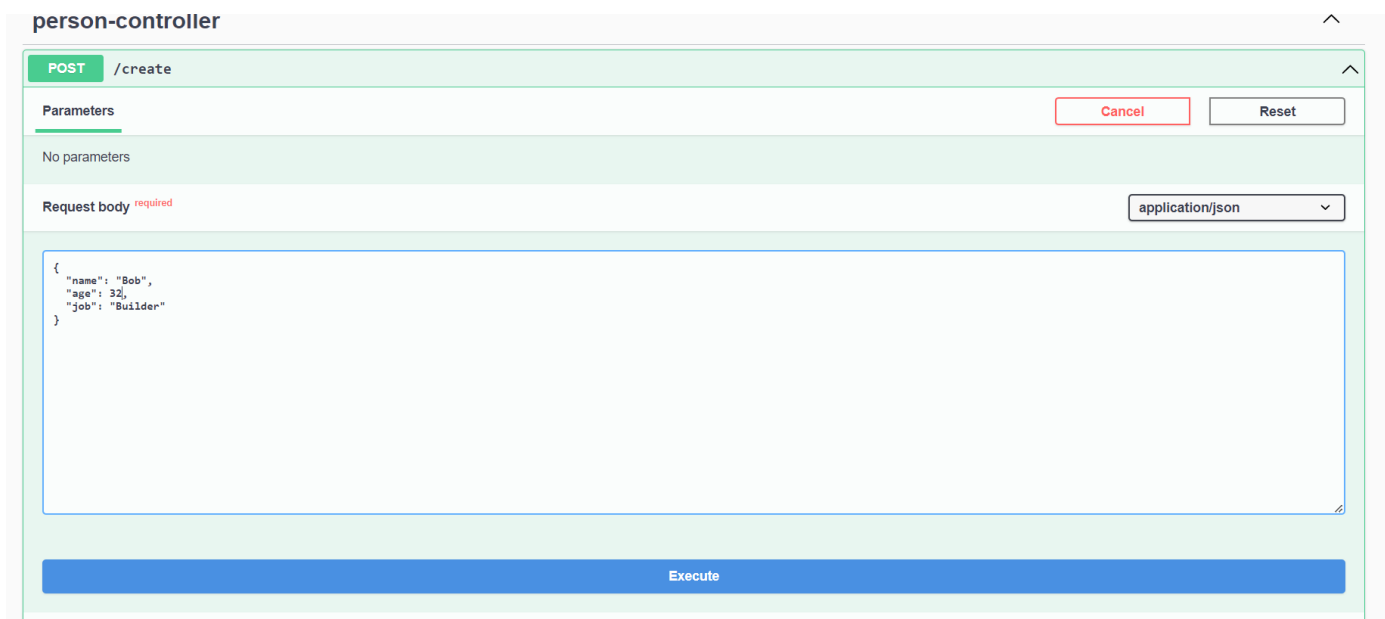 person-controller
POST /create
Parameters Cancel Reset
No parameters
Request body required application/json
{
"name": "Bob",
"age": 32,
"job": "Builder"
}
Execute